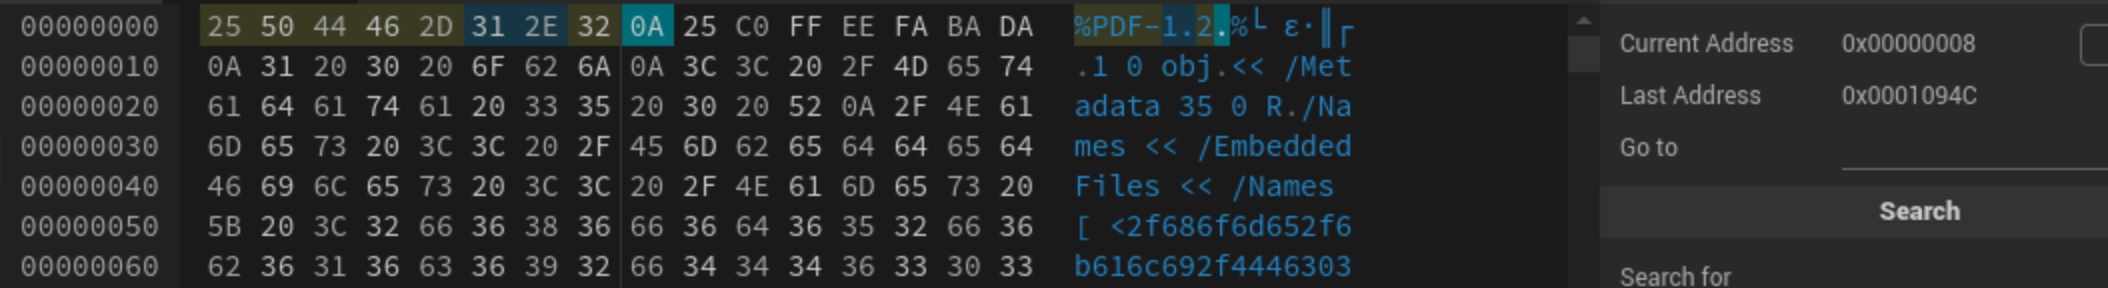 00000000 25 50 44 46 2D 31 2E 32 0A 25 C0 FF EE FA BA DA %PDF-1.2.%└ ε·║┌
00000010 0A 31 20 30 20 6F 62 6A 0A 3C 3C 20 2F 4D 65 74 .1 0 obj.<< /Met
00000020 61 64 61 74 61 20 33 35 20 30 20 52 0A 2F 4E 61 adata 35 0 R./Na
00000030 6D 65 73 20 3C 3C 20 2F 45 6D 62 65 64 64 65 64 mes << /Embedded
00000040 46 69 6C 65 73 20 3C 3C 20 2F 4E 61 6D 65 73 20 Files << /Names
00000050 5B 20 3C 32 66 36 38 36 66 36 64 36 35 32 66 36 [ <2f686f6d652f6
00000060 62 36 31 36 63 36 39 32 66 34 34 34 36 33 30 33 b616c692f4446303
Current Address 0x00000008
Last Address 0x0001094C
Go to
Search
Search for